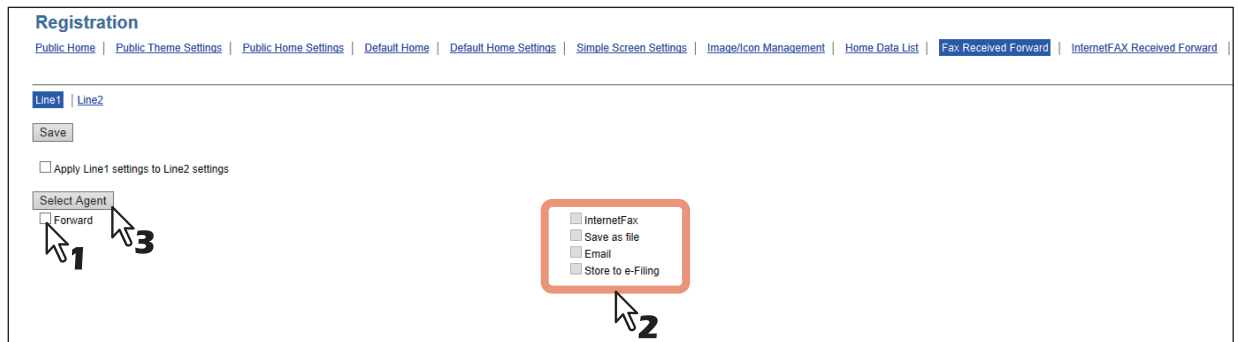 Registration
Public Home | Public Theme Settings | Public Home Settings | Default Home | Default Home Settings | Simple Screen Settings | Image/Icon Management | Home Data List | Fax Received Forward | InternetFAX Received Forward |
Line1 | Line2
Save
Apply Line1 settings to Line2 settings
Select Agent
Forward
InternetFax
Save as file
Email
Store to e-Filing
1
3
2